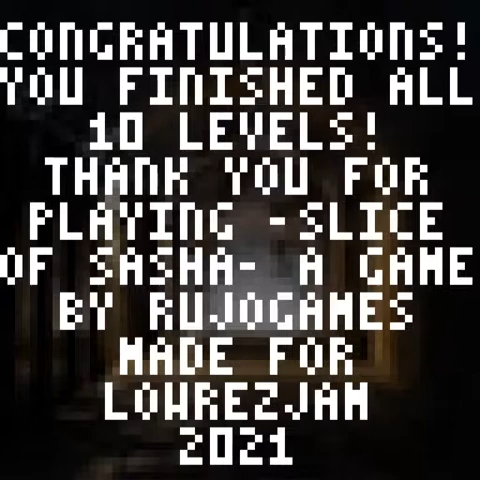 CONGRATULATIONS!
YOU FINISHED ALL
10 LEVELS!
THANK YOU FOR
PLAYING -SLICE
OF SASHA- A GAME
BY RUJOGAMES
MADE FOR
LOWREZJAM
2021